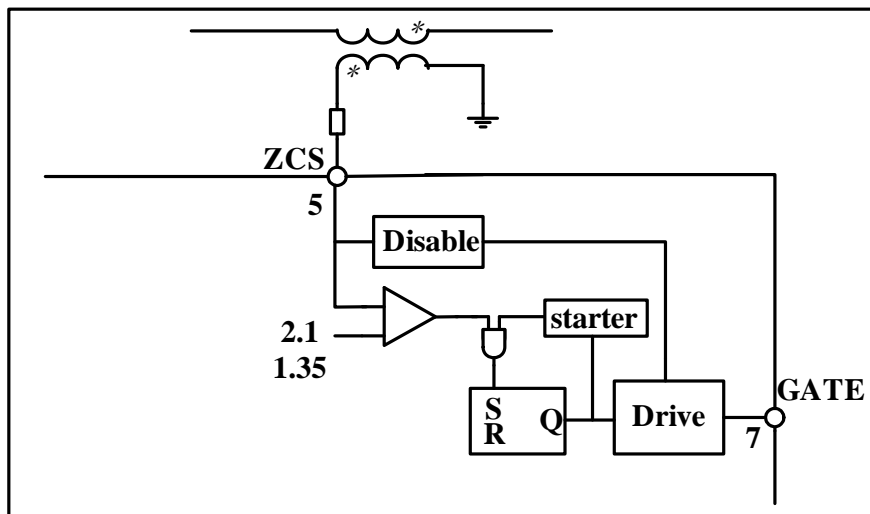 *
*
ZCS
5
Disable
2.1
1.35
starter
S
R
Q
Drive
GATE
7